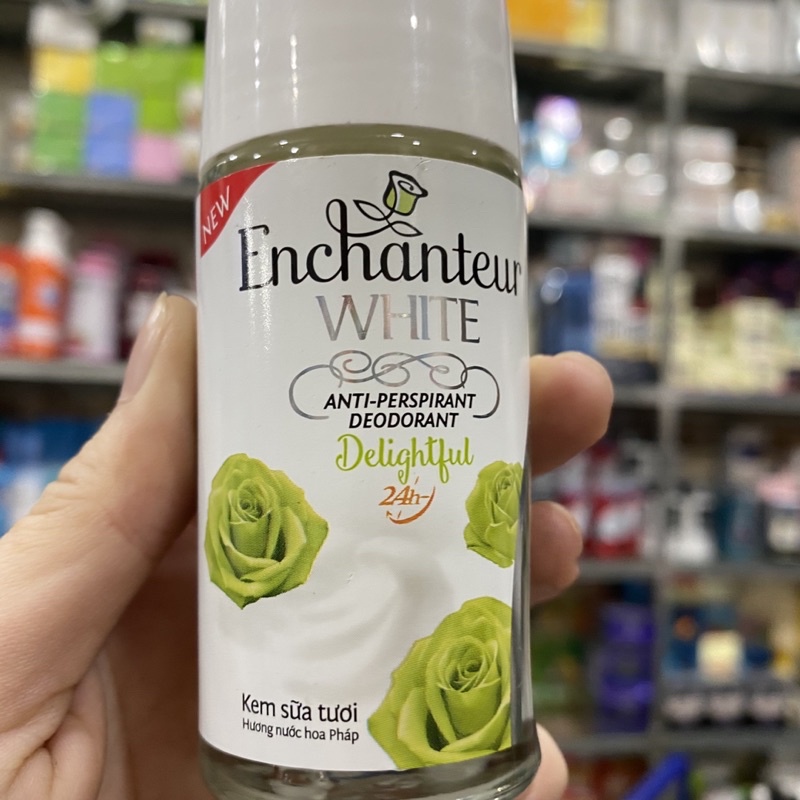 NEW
Enchanteur
WHITE
ANTI-PERSPIRANT
DEODORANT
Delightful
24h
Kem sữa tươi
Hương nước hoa Pháp